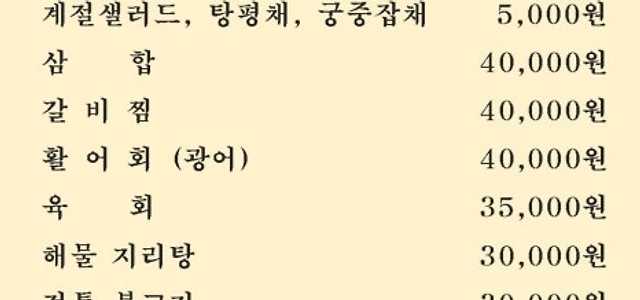 계절샐러드, 탕평채, 궁중잡채 5,000원
삼 합 40,000원
갈 비 찜 40,000원
활 어 회 (광어) 40,000원
육 회 35,000원
해물 지리탕 30,000원